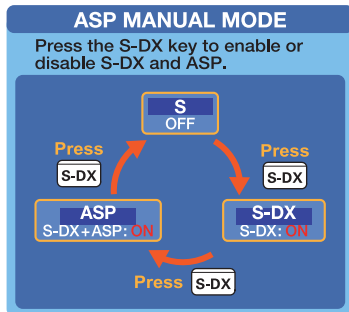 ASP MANUAL MODE
Press the S-DX key to enable or
disable S-DX and ASP.
S
OFF
Press
S-DX
Press
S-DX
ASP
S-DX+ASP: ON
S-DX
S-DX: ON
Press S-DX